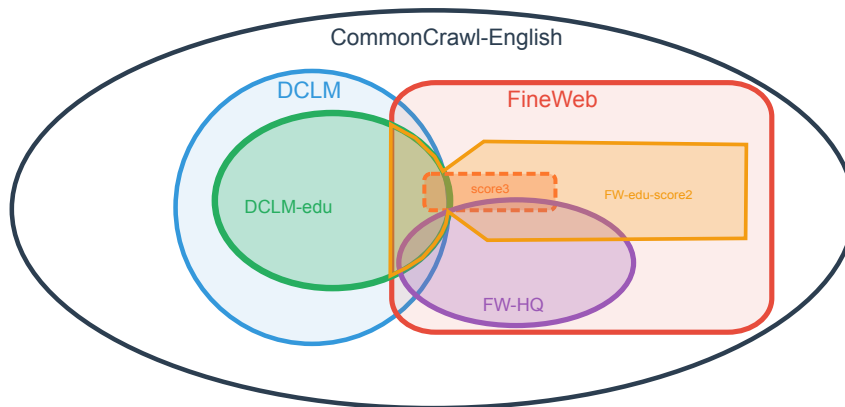 CommonCrawl-English
DCLM
FineWeb
score3
FW-edu-score2
DCLM-edu
FW-HQ